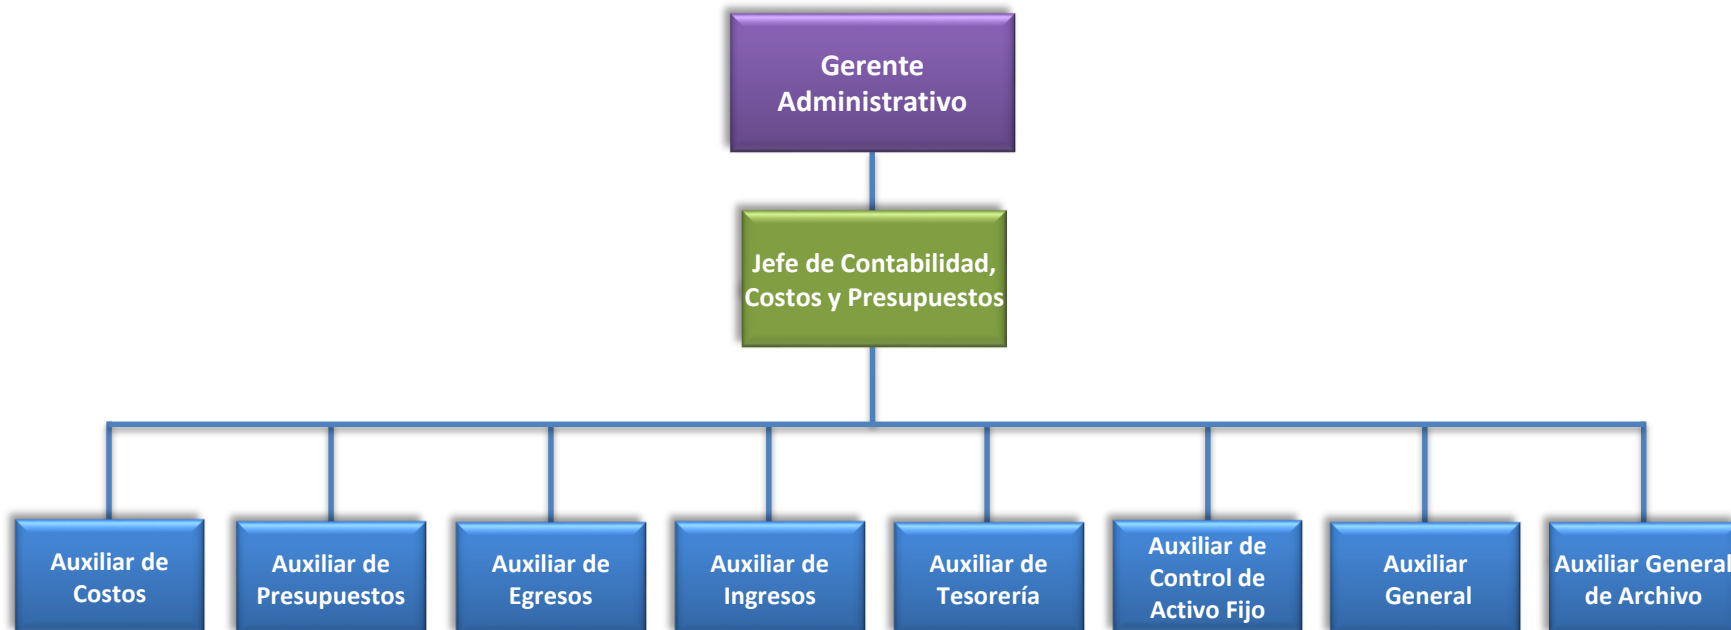 Gerente
Administrativo
Jefe de Contabilidad,
Costos y Presupuestos
Auxiliar de
Costos
Auxiliar de
Presupuestos
Auxiliar de
Egresos
Auxiliar de
Ingresos
Auxiliar de
Tesorería
Auxiliar de
Control de
Activo Fijo
Auxiliar
General
Auxiliar General
de Archivo